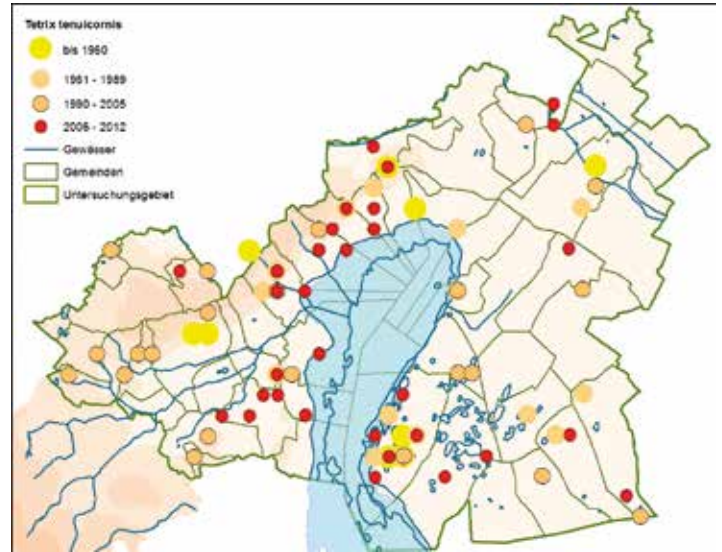 Tetrix tenuicornis
bis 1960
1961 - 1989
1990 - 2005
2006 - 2012
Gewässer
Gemeinden
Untersuchungsgebiet